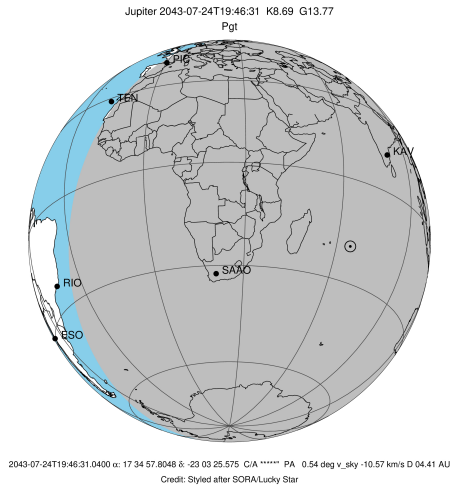 Jupiter 2043-07-24T19:46:31 K8.69 G13.77
Pgt
PIC
TEN
KAV
SAAO
RIO
ESO
2043-07-24T19:46:31.0400 α: 17 34 57.8048 δ: -23 03 25.575 C/A *****" PA 0.54 deg v_sky -10.57 km/s D 04.41 AU
Credit: Styled after SORA/Lucky Star